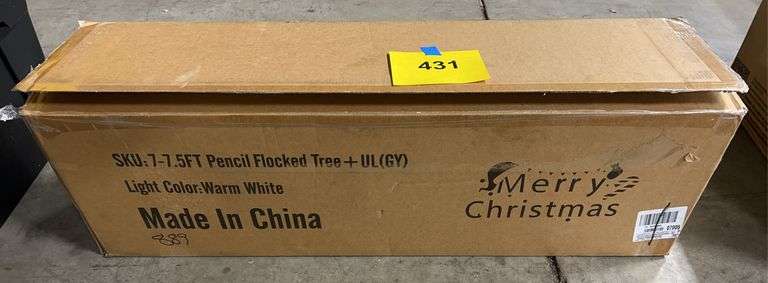 431
SKU:7-7.5FT Pencil Flocked Tree+UL(GY)
Light Color:Warm White
Made In China
889
Merry
Christmas